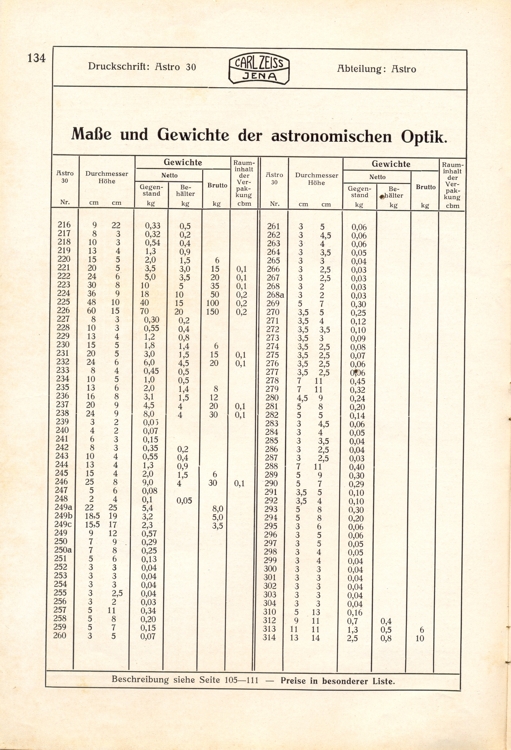 134
Druckschrift: Astro 30
CARL ZEISS
JENA
Abteilung: Astro
Maße und Gewichte der astronomischen Optik.
Astro 30 Nr. Durchmesser cm Höhe cm Gewichte Netto Gegenstand kg Behälter kg Brutto kg Rauminhalt der Verpackung cbm
Astro 30 Nr. Durchmesser cm Höhe cm Gewichte Netto Gegenstand kg Behälter kg Brutto kg Rauminhalt der Verpackung cbm
216 9 22 0,33 0,5
217 8 3 0,32 0,2
218 10 3 0,54 0,4
219 13 4 1,3 0,9
220 15 5 2,0 1,5 6
221 20 5 3,5 3,0 15 0,1
222 24 6 5,0 3,5 20 0,1
223 30 8 10 5 35 0,1
224 36 9 18 10 50 0,2
225 48 10 40 15 100 0,2
226 60 15 70 20 150 0,2
227 8 3 0,30 0,2
228 10 3 0,55 0,4
229 13 4 1,2 0,8
230 15 5 1,8 1,4 6
231 20 5 3,0 1,5 15 0,1
232 24 6 6,0 4,5 20 0,1
233 8 4 0,45 0,5
234 10 5 1,0 0,5
235 13 6 2,0 1,4 8
236 16 8 3,1 1,5 12
237 20 9 4,5 4 20 0,1
238 24 9 8,0 4 30 0,1
239 3 2
240 4 2 0,07
241 6 3 0,15
242 8 3 0,35 0,2
243 10 4 0,55 0,4
244 13 4 1,3 0,9
245 15 4 2,0 1,5 6
246 25 8 9,0 4 30 0,1
247 5 6 0,08
248 2 4 0,1 0,05
249a 22 25 5,4 8,0
249b 18,5 19 3,2 5,0
249c 15,5 17 2,3 3,5
249 9 12 0,57
250 7 9 0,29
250a 7 8 0,25
251 5 6 0,13
252 3 3 0,04
253 3 3 0,04
254 3 3 0,04
255 3 2,5 0,04
256 3 2 0,03
257 5 11 0,34
258 5 8 0,20
259 5 7 0,15
260 3 5 0,07
261 3 5 0,06
262 3 4,5 0,06
263 3 4 0,06
264 3 3,5 0,05
265 3 3 0,04
266 3 2,5 0,03
267 3 2,5 0,03
268 3 2 0,03
268a 3 2 0,03
269 5 7 0,30
270 3,5 5 0,25
271 3,5 4 0,12
272 3,5 3,5 0,10
273 3,5 3 0,09
274 3,5 2,5 0,08
275 3,5 2,5 0,07
276 3,5 2,5 0,06
277 3,5 2,5 0,06
278 7 11 0,45
279 7 11 0,32
280 4,5 9 0,24
281 5 8 0,20
282 5 5 0,14
283 3 4,5 0,06
284 3 4 0,05
285 3 3,5 0,04
286 3 2,5 0,04
287 3 2,5 0,03
288 7 11 0,40
289 5 9 0,30
290 5 7 0,29
291 3,5 5 0,10
292 3,5 4 0,10
293 5 8 0,30
294 5 8 0,20
295 3 6 0,06
296 3 5 0,06
297 3 5 0,05
298 3 4 0,05
299 3 4 0,04
300 3 3 0,04
301 3 3 0,04
302 3 3 0,04
303 3 3 0,04
304 3 3 0,04
310 5 13 0,16
312 9 11 0,7 0,4
313 11 11 1,3 0,5 6
314 13 14 2,5 0,8 10
Beschreibung siehe Seite 105—111 — Preise in besonderer Liste.